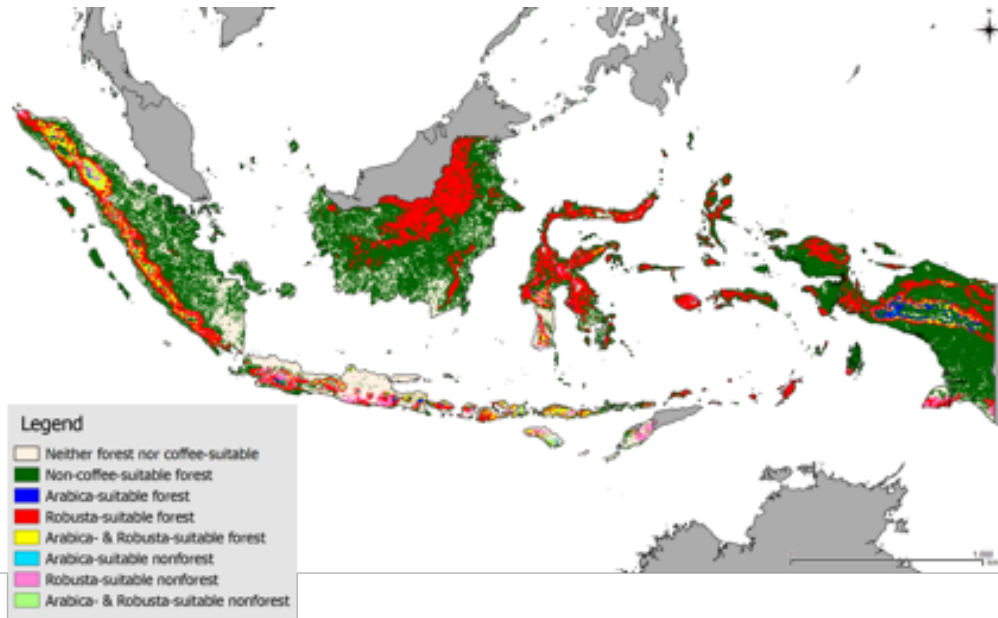 Legend
Neither forest nor coffee-suitable
Non-coffee-suitable forest
Arabica-suitable forest
Robusta-suitable forest
Arabica- & Robusta-suitable forest
Arabica-suitable nonforest
Robusta-suitable nonforest
Arabica- & Robusta-suitable nonforest